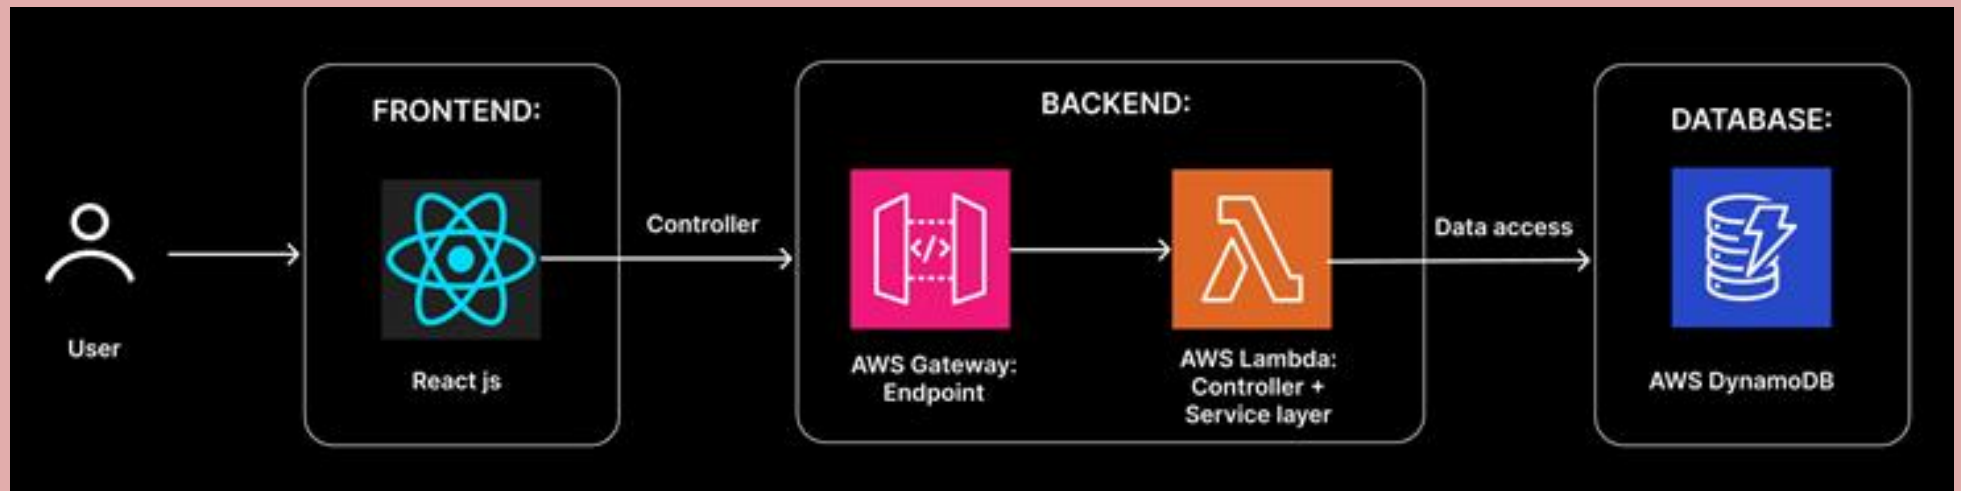 User
FRONTEND:
React js
Controller
BACKEND:
</>
AWS Gateway:
Endpoint
AWS Lambda:
Controller +
Service layer
Data access
DATABASE:
AWS DynamoDB